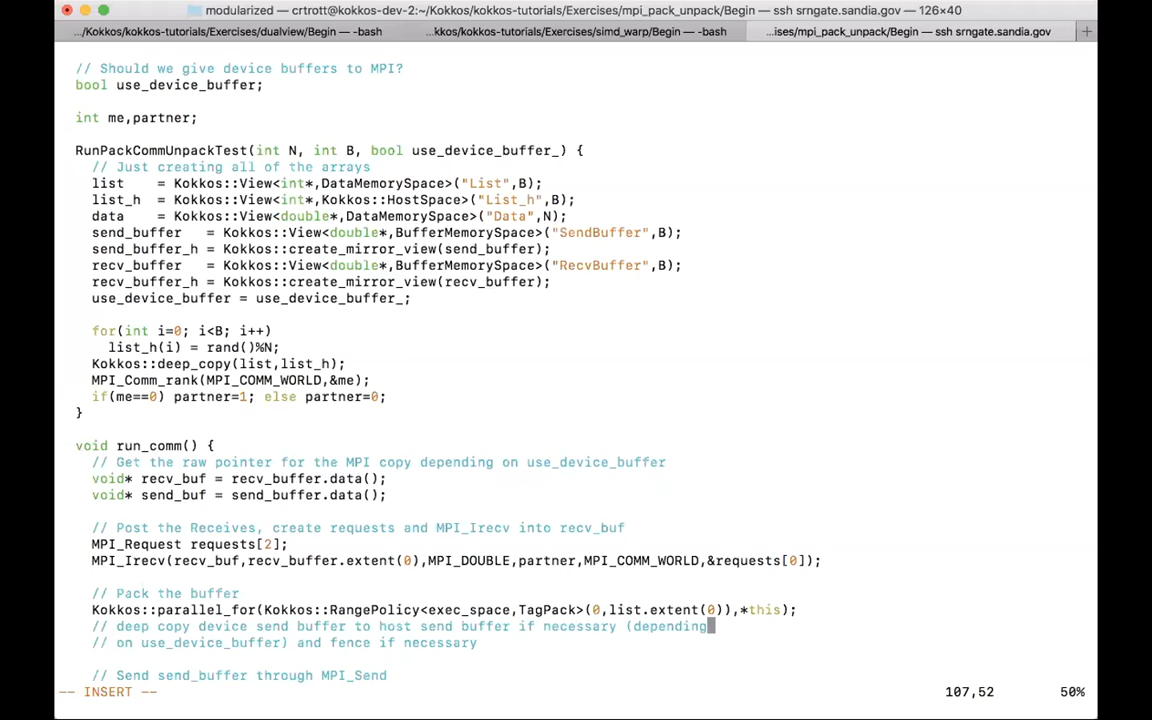 modularized — crtrott@kokkos-dev-2:~/Kokkos/kokkos-tutorials/Exercises/mpi_pack_unpack/Begin — ssh srngate.sandia.gov — 126×40
.../Kokkos/kokkos-tutorials/Exercises/dualview/Begin — -bash
...kkos/kokkos-tutorials/Exercises/simd_warp/Begin — -bash
...ises/mpi_pack_unpack/Begin — ssh srngate.sandia.gov
+
// Should we give device buffers to MPI?
bool use_device_buffer;
int me,partner;
RunPackCommUnpackTest(int N, int B, bool use_device_buffer_) {
// Just creating all of the arrays
list    = Kokkos::View<int*,DataMemorySpace>("List",B);
list_h  = Kokkos::View<int*,Kokkos::HostSpace>("List_h",B);
data    = Kokkos::View<double*,DataMemorySpace>("Data",N);
send_buffer   = Kokkos::View<double*,BufferMemorySpace>("SendBuffer",B);
send_buffer_h = Kokkos::create_mirror_view(send_buffer);
recv_buffer   = Kokkos::View<double*,BufferMemorySpace>("RecvBuffer",B);
recv_buffer_h = Kokkos::create_mirror_view(recv_buffer);
use_device_buffer = use_device_buffer_;
for(int i=0; i<B; i++)
list_h(i) = rand()%N;
Kokkos::deep_copy(list,list_h);
MPI_Comm_rank(MPI_COMM_WORLD,&me);
if(me==0) partner=1; else partner=0;
}
void run_comm() {
// Get the raw pointer for the MPI copy depending on use_device_buffer
void* recv_buf = recv_buffer.data();
void* send_buf = send_buffer.data();
// Post the Receives, create requests and MPI_Irecv into recv_buf
MPI_Request requests[2];
MPI_Irecv(recv_buf,recv_buffer.extent(0),MPI_DOUBLE,partner,MPI_COMM_WORLD,&requests[0]);
// Pack the buffer
Kokkos::parallel_for(Kokkos::RangePolicy<exec_space,TagPack>(0,list.extent(0)),*this);
// deep copy device send buffer to host send buffer if necessary (depending
// on use_device_buffer) and fence if necessary
// Send send_buffer through MPI_Send
-- INSERT --
107,52
50%